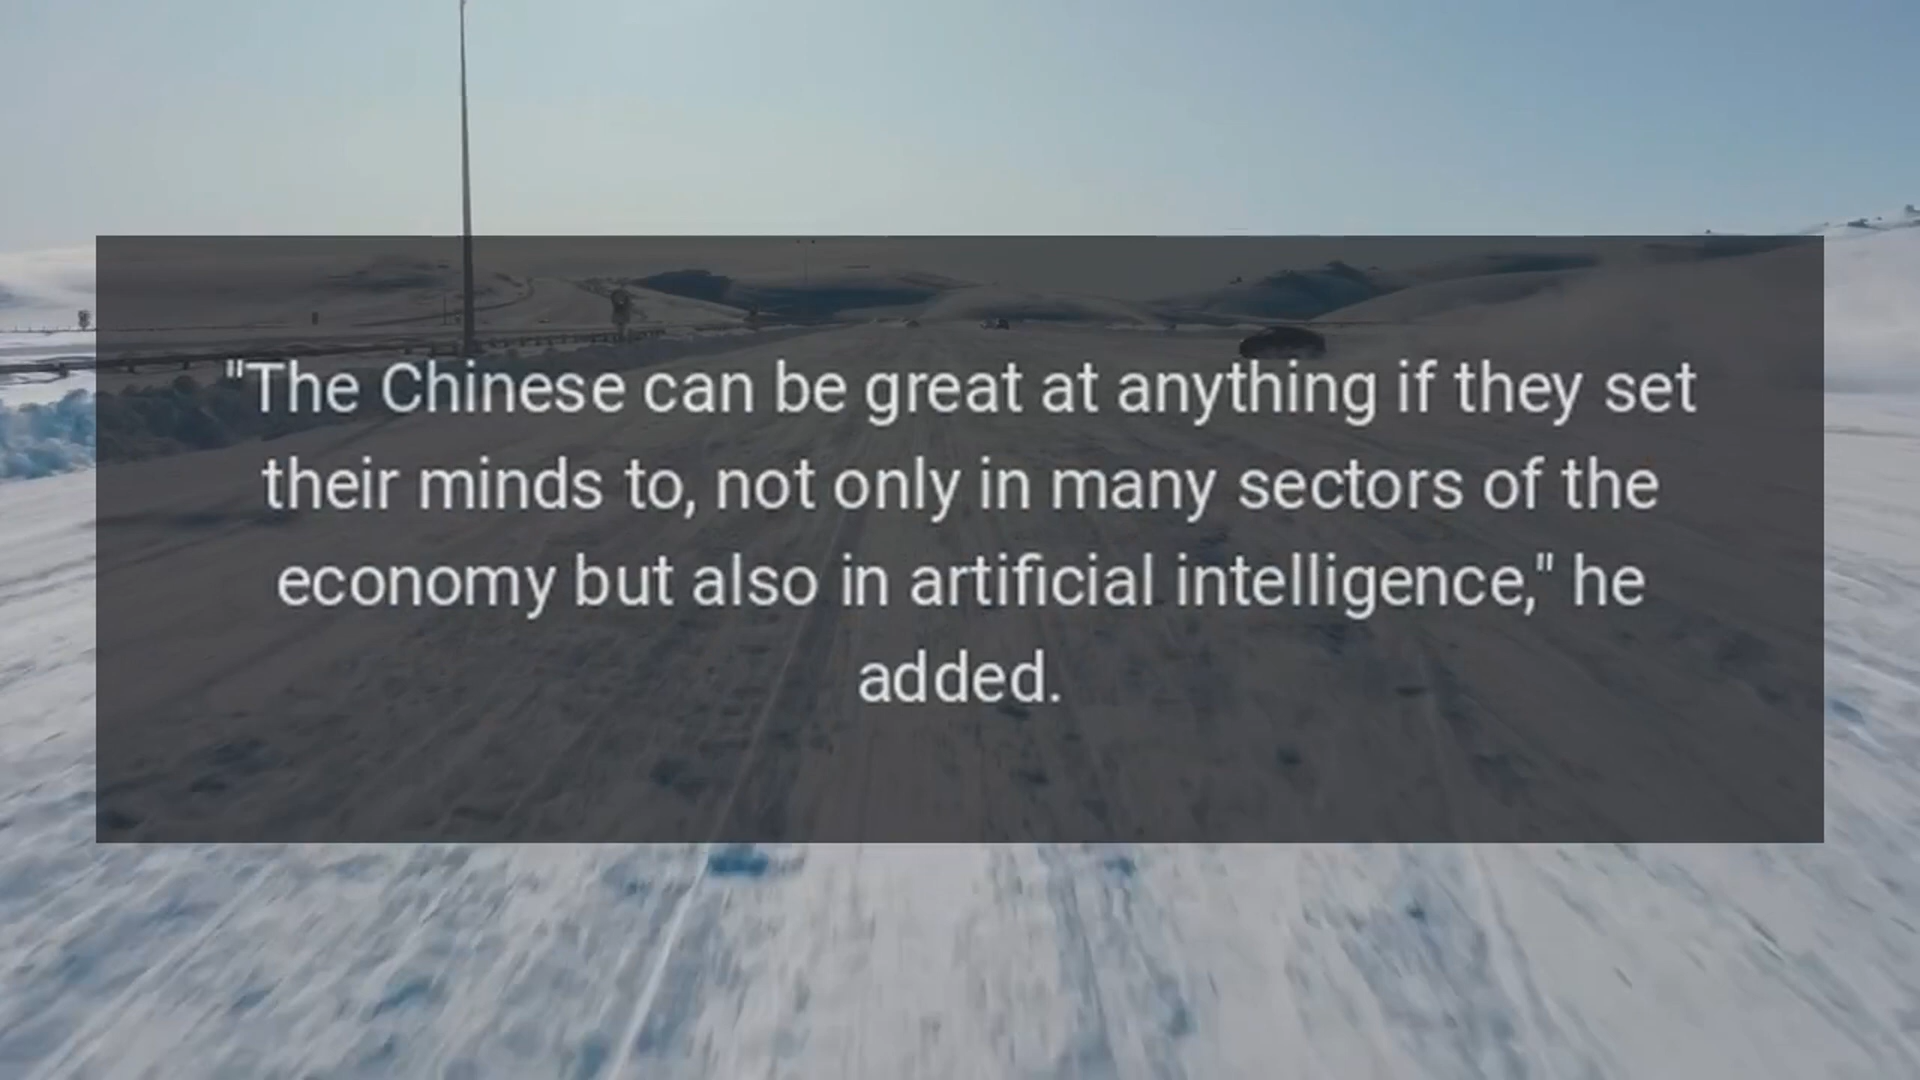 "The Chinese can be great at anything if they set
their minds to, not only in many sectors of the
economy but also in artificial intelligence," he
added.